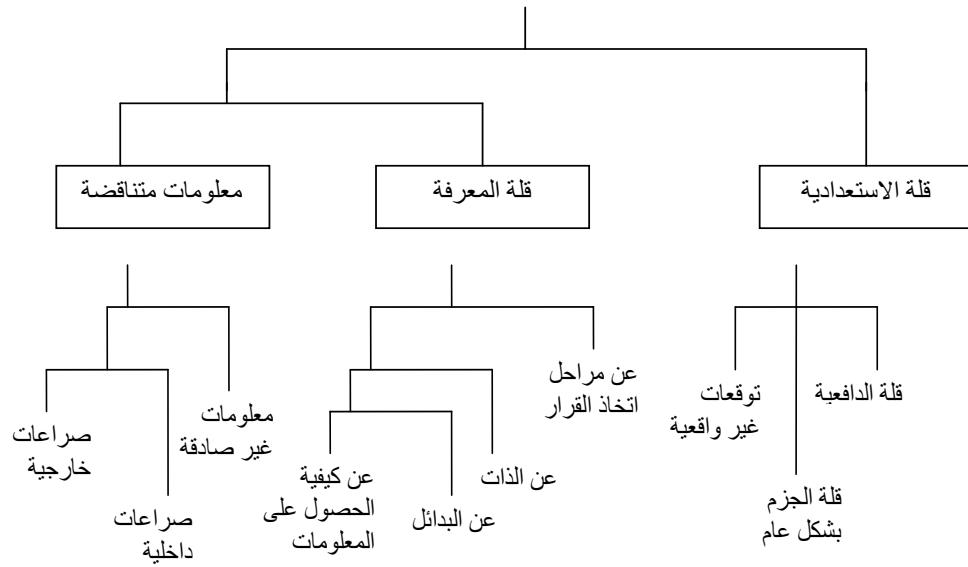 قلة الاستعدادية
قلة المعرفة
معلومات متناقضة
قلة الدافعية
توقعات
غير واقعية
قلة الجزم
بشكل عام
عن مراحل
اتخاذ القرار
عن الذات
عن البدائل
عن كيفية
الحصول على
المعلومات
معلومات
غير صادقة
صراعات
داخلية
صراعات
خارجية